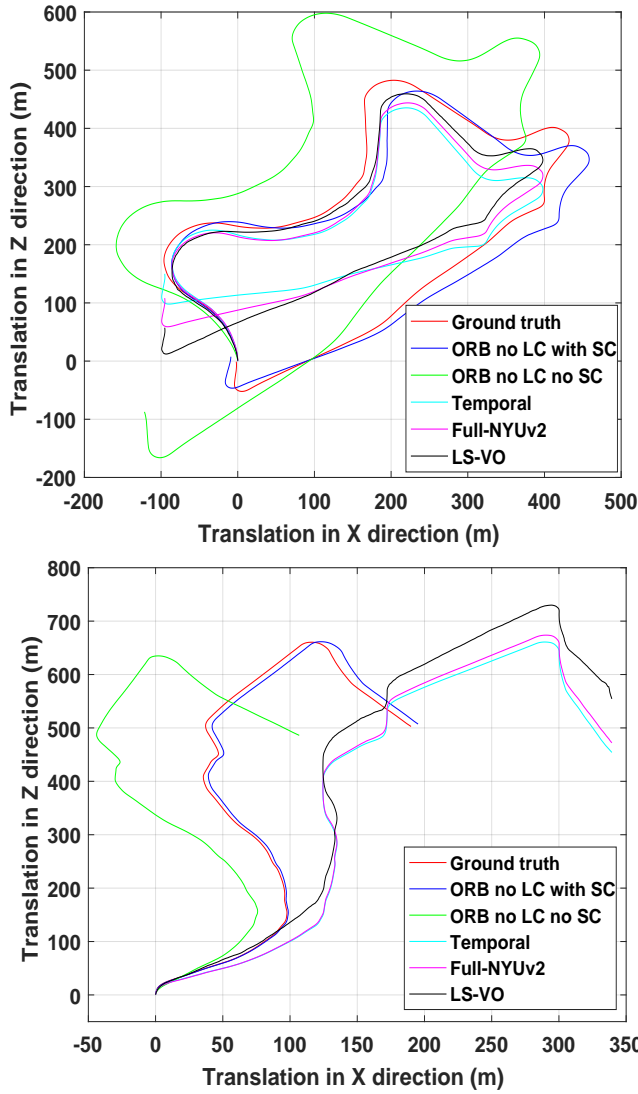 600
500
400
300
200
100
0
-100
-200
Translation in Z direction (m)
-200 -100 0 100 200 300 400 500
Translation in X direction (m)
Ground truth
ORB no LC with SC
ORB no LC no SC
Temporal
Full-NYUv2
LS-VO
800
700
600
500
400
300
200
100
0
Translation in Z direction (m)
-50 0 50 100 150 200 250 300 350
Translation in X direction (m)
Ground truth
ORB no LC with SC
ORB no LC no SC
Temporal
Full-NYUv2
LS-VO